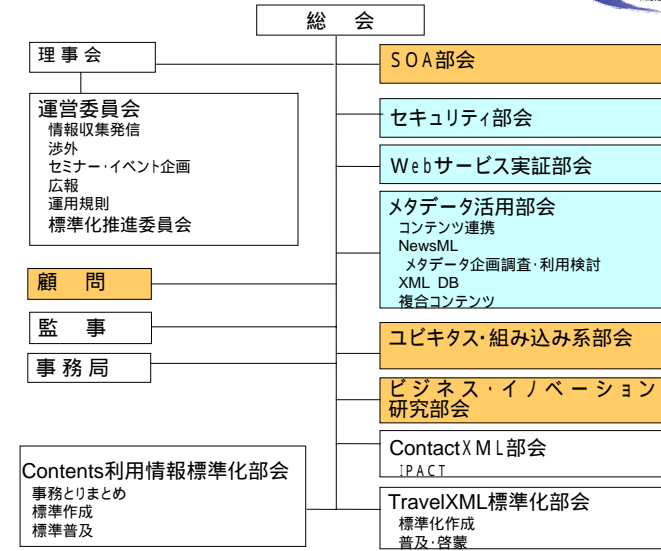 総 会
理事会
運営委員会
情報収集発信
渉外
セミナー・イベント企画
広報
運用規則
標準化推進委員会
顧 問
監 事
事務局
Contents利用情報標準化部会
事務とりまとめ
標準作成
標準普及
SOA部会
セキュリティ部会
Webサービス実証部会
メタデータ活用部会
コンテンツ連携
NewsML
メタデータ企画調査・利用検討
XML DB
複合コンテンツ
ユビキタス・組み込み系部会
ビジネス・イノベーション
研究部会
ContactXML部会
IPACT
TravelXML標準化部会
標準化作成
普及・啓蒙